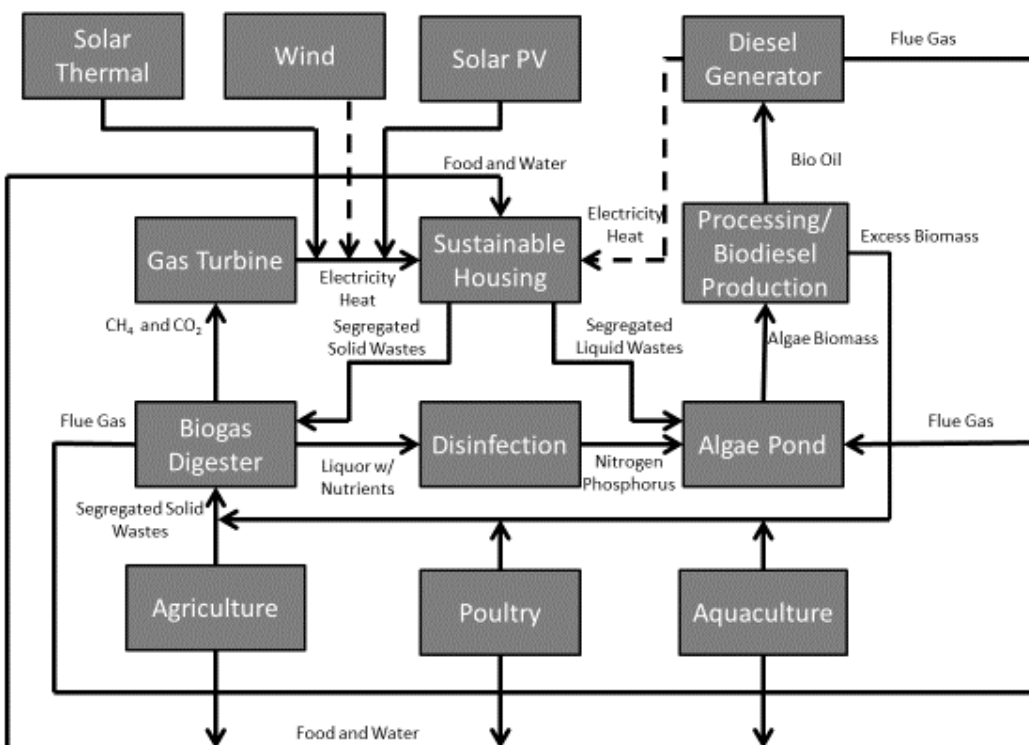 Solar
Thermal
Wind
Solar PV
Diesel
Generator
Flue Gas
Food and Water
Bio Oil
Gas Turbine
Electricity
Heat
Sustainable
Housing
Electricity
Heat
Processing/
Biodiesel
Production
Excess Biomass
CH₄ and CO₂
Segregated
Solid Wastes
Segregated
Liquid Wastes
Algae Biomass
Flue Gas
Biogas
Digester
Liquor w/
Nutrients
Disinfection
Nitrogen
Phosphorus
Algae Pond
Flue Gas
Segregated Solid
Wastes
Agriculture
Poultry
Aquaculture
Food and Water